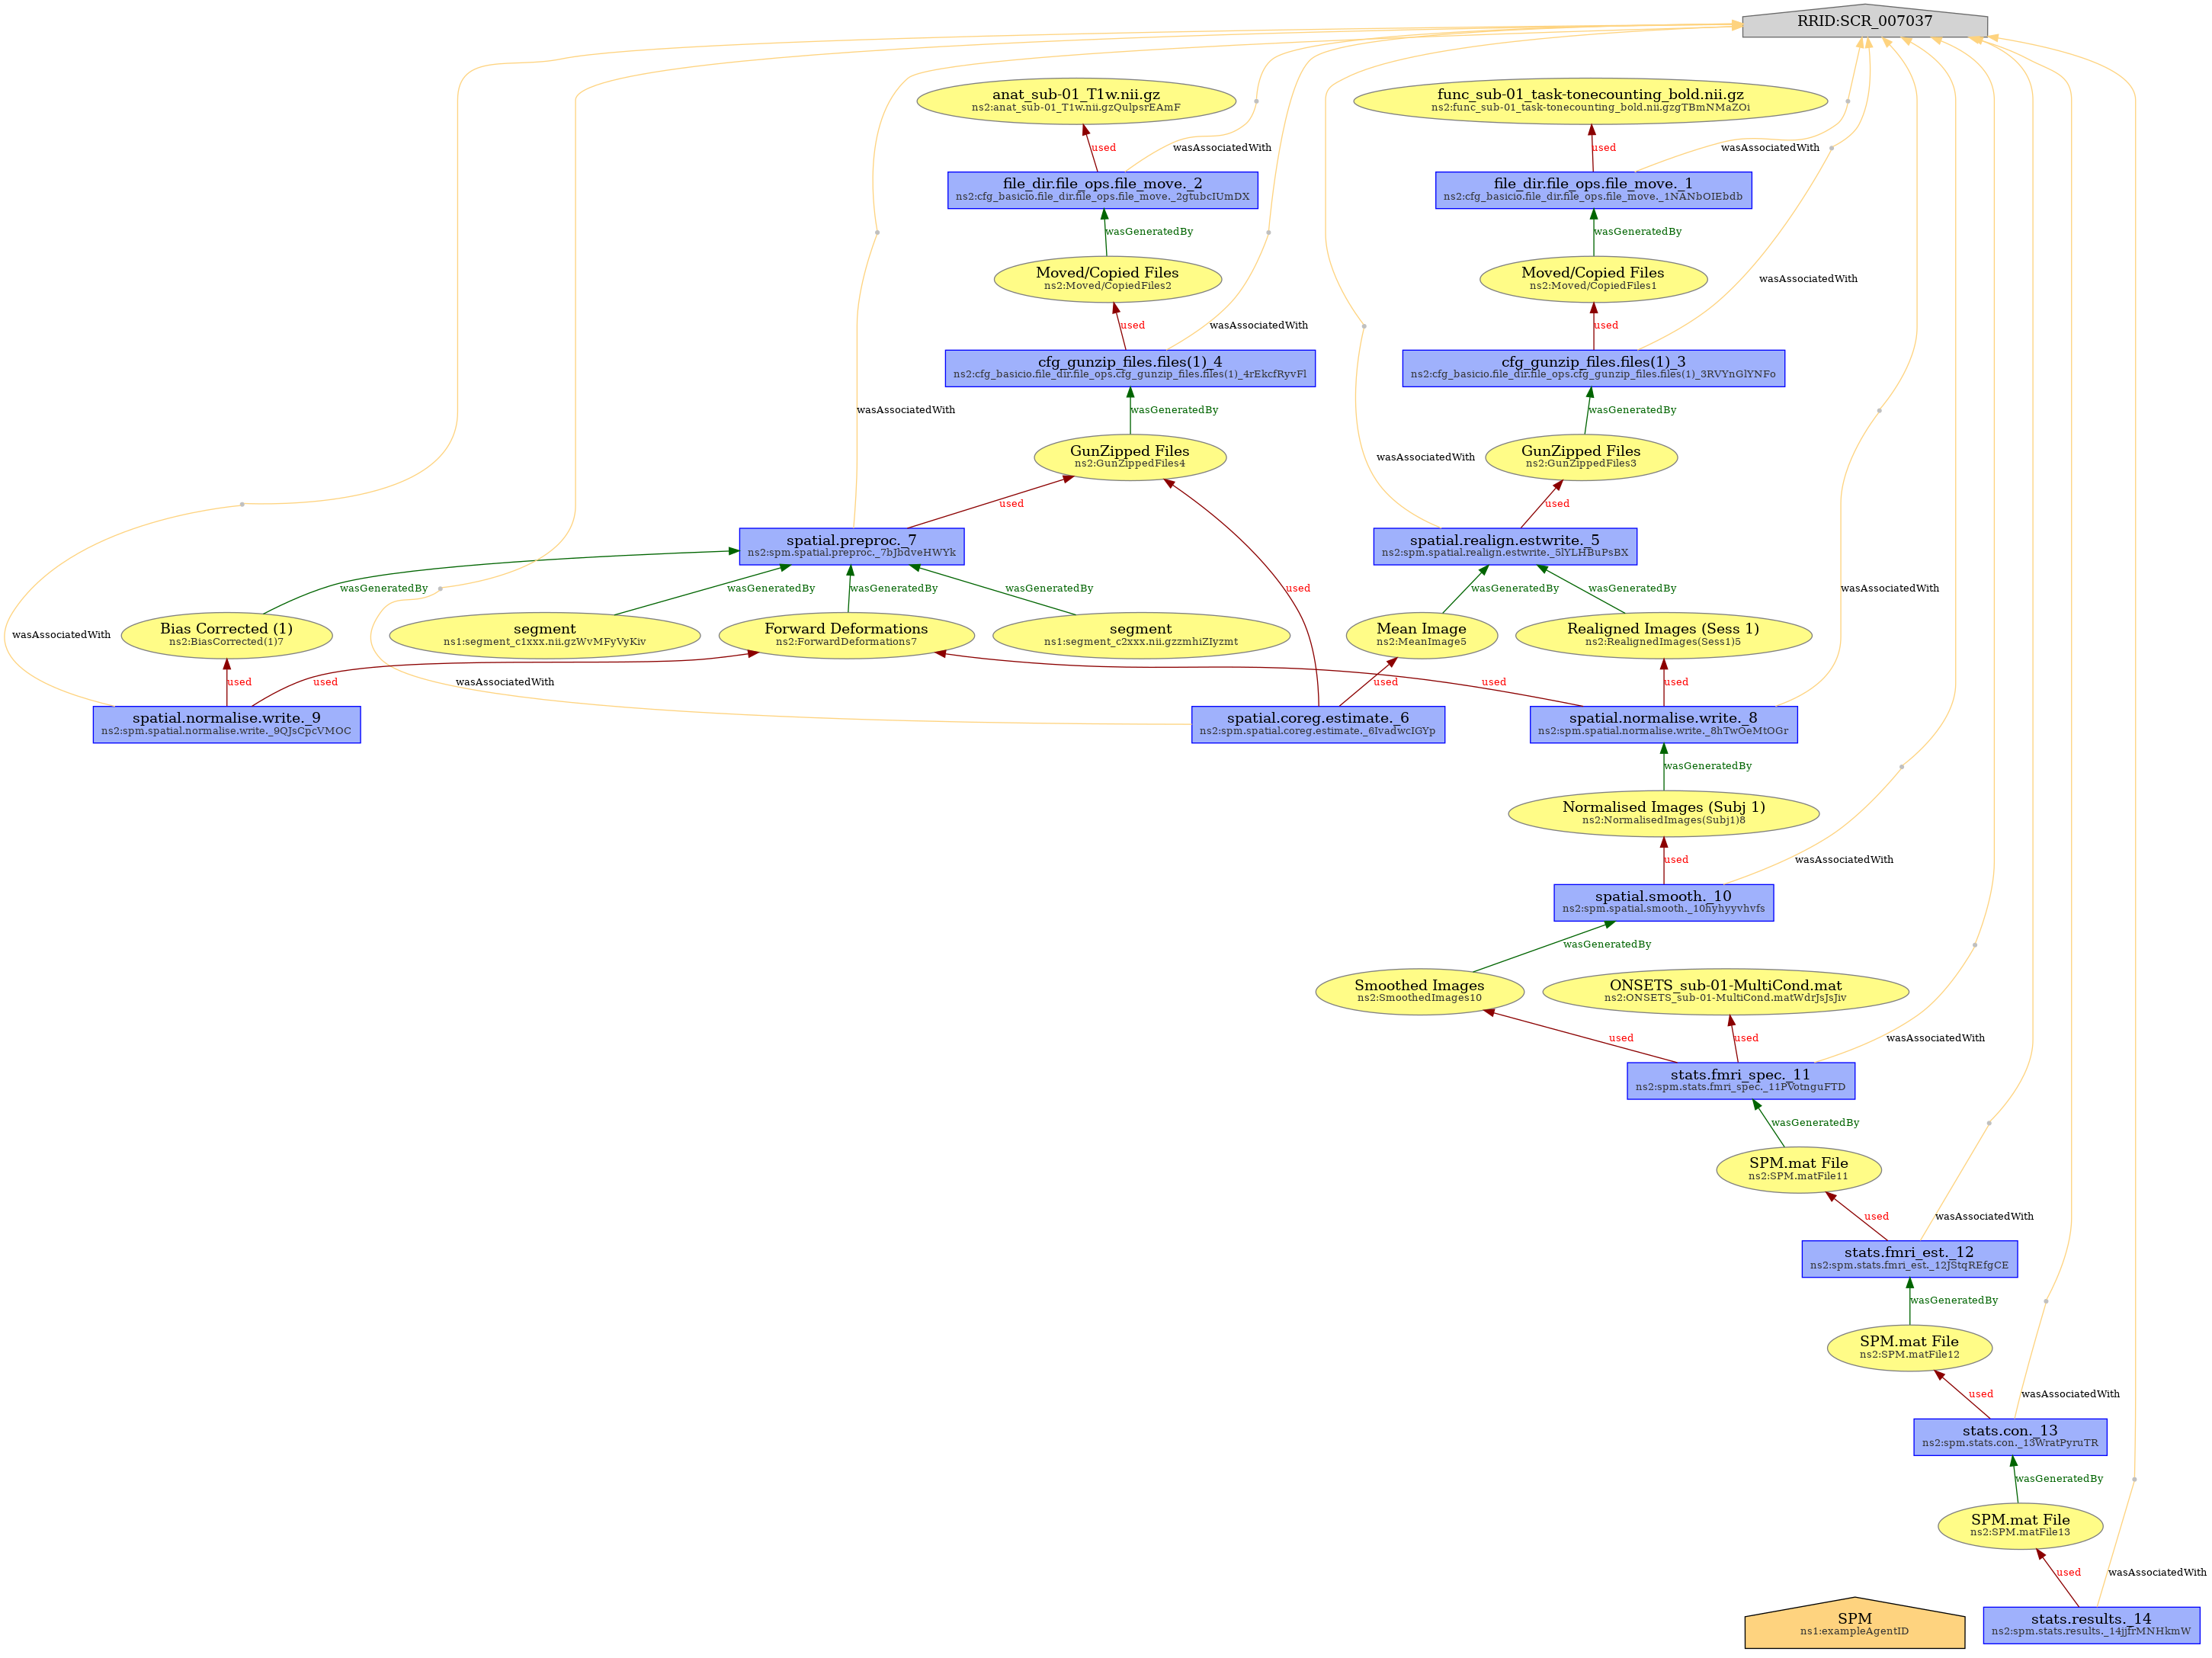 RRID:SCR_007037
anat_sub-01_T1w.nii.gz
ns2:anat_sub-01_T1w.nii.gzQulpsrEAmF
func_sub-01_task-tonecounting_bold.nii.gz
ns2:func_sub-01_task-tonecounting_bold.nii.gzgTBmNMaZOi
used
wasAssociatedWith
used
wasAssociatedWith
file_dir.file_ops.file_move._2
ns2:cfg_basicio.file_dir.file_ops.file_move._2gtubcIUmDX
file_dir.file_ops.file_move._1
ns2:cfg_basicio.file_dir.file_ops.file_move._1NANbOIEbdb
wasGeneratedBy
wasGeneratedBy
Moved/Copied Files
ns2:Moved/CopiedFiles2
Moved/Copied Files
ns2:Moved/CopiedFiles1
wasAssociatedWith
used
wasAssociatedWith
used
cfg_gunzip_files.files(1)_4
ns2:cfg_basicio.file_dir.file_ops.cfg_gunzip_files.files(1)_4rEkcfRyvFl
cfg_gunzip_files.files(1)_3
ns2:cfg_basicio.file_dir.file_ops.cfg_gunzip_files.files(1)_3RVYnGlYNFo
wasAssociatedWith
wasGeneratedBy
wasGeneratedBy
GunZipped Files
ns2:GunZippedFiles4
wasAssociatedWith
GunZipped Files
ns2:GunZippedFiles3
used
used
spatial.preproc._7
ns2:spm.spatial.preproc._7bJbdveHWYk
spatial.realign.estwrite._5
ns2:spm.spatial.realign.estwrite._5lYLHBuPsBX
wasGeneratedBy
wasGeneratedBy
wasGeneratedBy
wasGeneratedBy
used
wasGeneratedBy
wasGeneratedBy
wasAssociatedWith
wasAssociatedWith
Bias Corrected (1)
ns2:BiasCorrected(1)7
segment
ns1:segment_c1xxx.nii.gzWvMFyVyKiv
Forward Deformations
ns2:ForwardDeformations7
segment
ns1:segment_c2xxx.nii.gzzmhiZIyzmt
Mean Image
ns2:MeanImage5
Realigned Images (Sess 1)
ns2:RealignedImages(Sess1)5
used
used
wasAssociatedWith
used
used
used
spatial.normalise.write._9
ns2:spm.spatial.normalise.write._9QJsCpcVMOC
spatial.coreg.estimate._6
ns2:spm.spatial.coreg.estimate._6IvadwcIGYp
spatial.normalise.write._8
ns2:spm.spatial.normalise.write._8hTwOeMtOGr
wasGeneratedBy
Normalised Images (Subj 1)
ns2:NormalisedImages(Subj1)8
used
wasAssociatedWith
spatial.smooth._10
ns2:spm.spatial.smooth._10hyhyyvhvfs
wasGeneratedBy
Smoothed Images
ns2:SmoothedImages10
ONSETS_sub-01-MultiCond.mat
ns2:ONSETS_sub-01-MultiCond.matWdrJsJsJiv
used
used
wasAssociatedWith
stats.fmri_spec._11
ns2:spm.stats.fmri_spec._11PVotnguFTD
wasGeneratedBy
SPM.mat File
ns2:SPM.matFile11
used
wasAssociatedWith
stats.fmri_est._12
ns2:spm.stats.fmri_est._12JStqREfgCE
wasGeneratedBy
SPM.mat File
ns2:SPM.matFile12
used
wasAssociatedWith
stats.con._13
ns2:spm.stats.con._13WratPyruTR
wasGeneratedBy
SPM.mat File
ns2:SPM.matFile13
used
wasAssociatedWith
SPM
ns1:exampleAgentID
stats.results._14
ns2:spm.stats.results._14jjfrMNHkmW